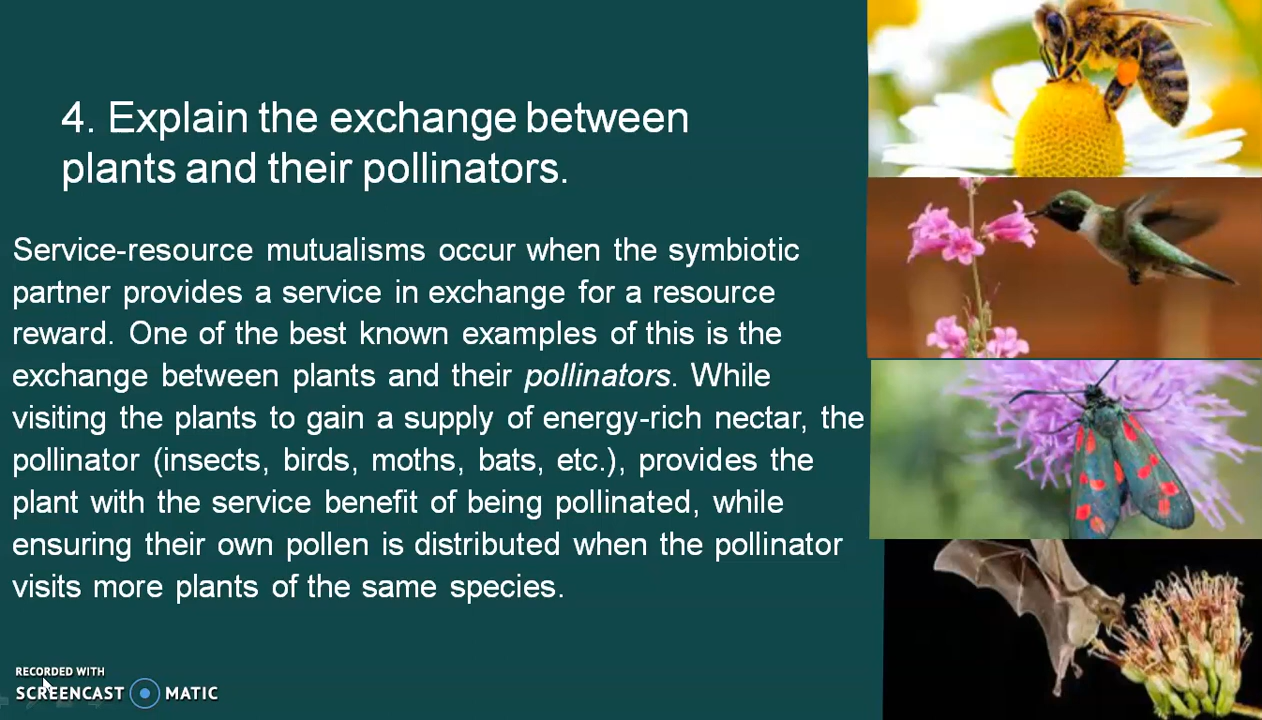 4. Explain the exchange between
plants and their pollinators.
Service-resource mutualisms occur when the symbiotic
partner provides a service in exchange for a resource
reward. One of the best known examples of this is the
exchange between plants and their pollinators. While
visiting the plants to gain a supply of energy-rich nectar, the
pollinator (insects, birds, moths, bats, etc.), provides the
plant with the service benefit of being pollinated, while
ensuring their own pollen is distributed when the pollinator
visits more plants of the same species.
RECORDED WITH
SCREENCAST MATIC